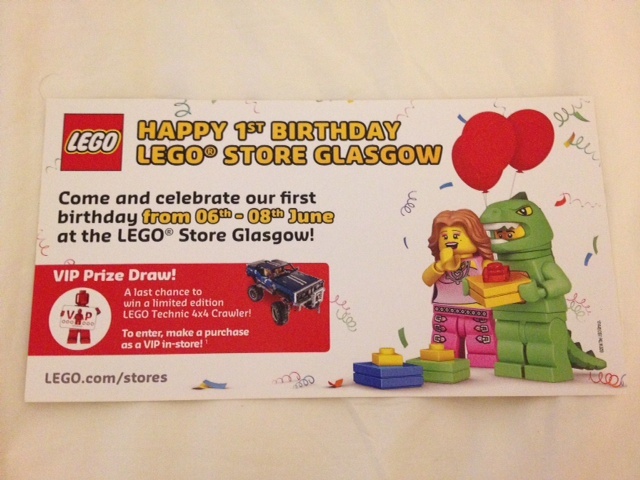 LEGO
HAPPY 1ST BIRTHDAY
LEGO® STORE GLASGOW
Come and celebrate our first
birthday from 06th - 08th June
at the LEGO® Store Glasgow!
VIP Prize Draw!
VIP
A last chance to
win a limited edition
LEGO Technic 4x4 Crawler!
To enter, make a purchase
as a VIP in-store!¹
LEGO.com/stores